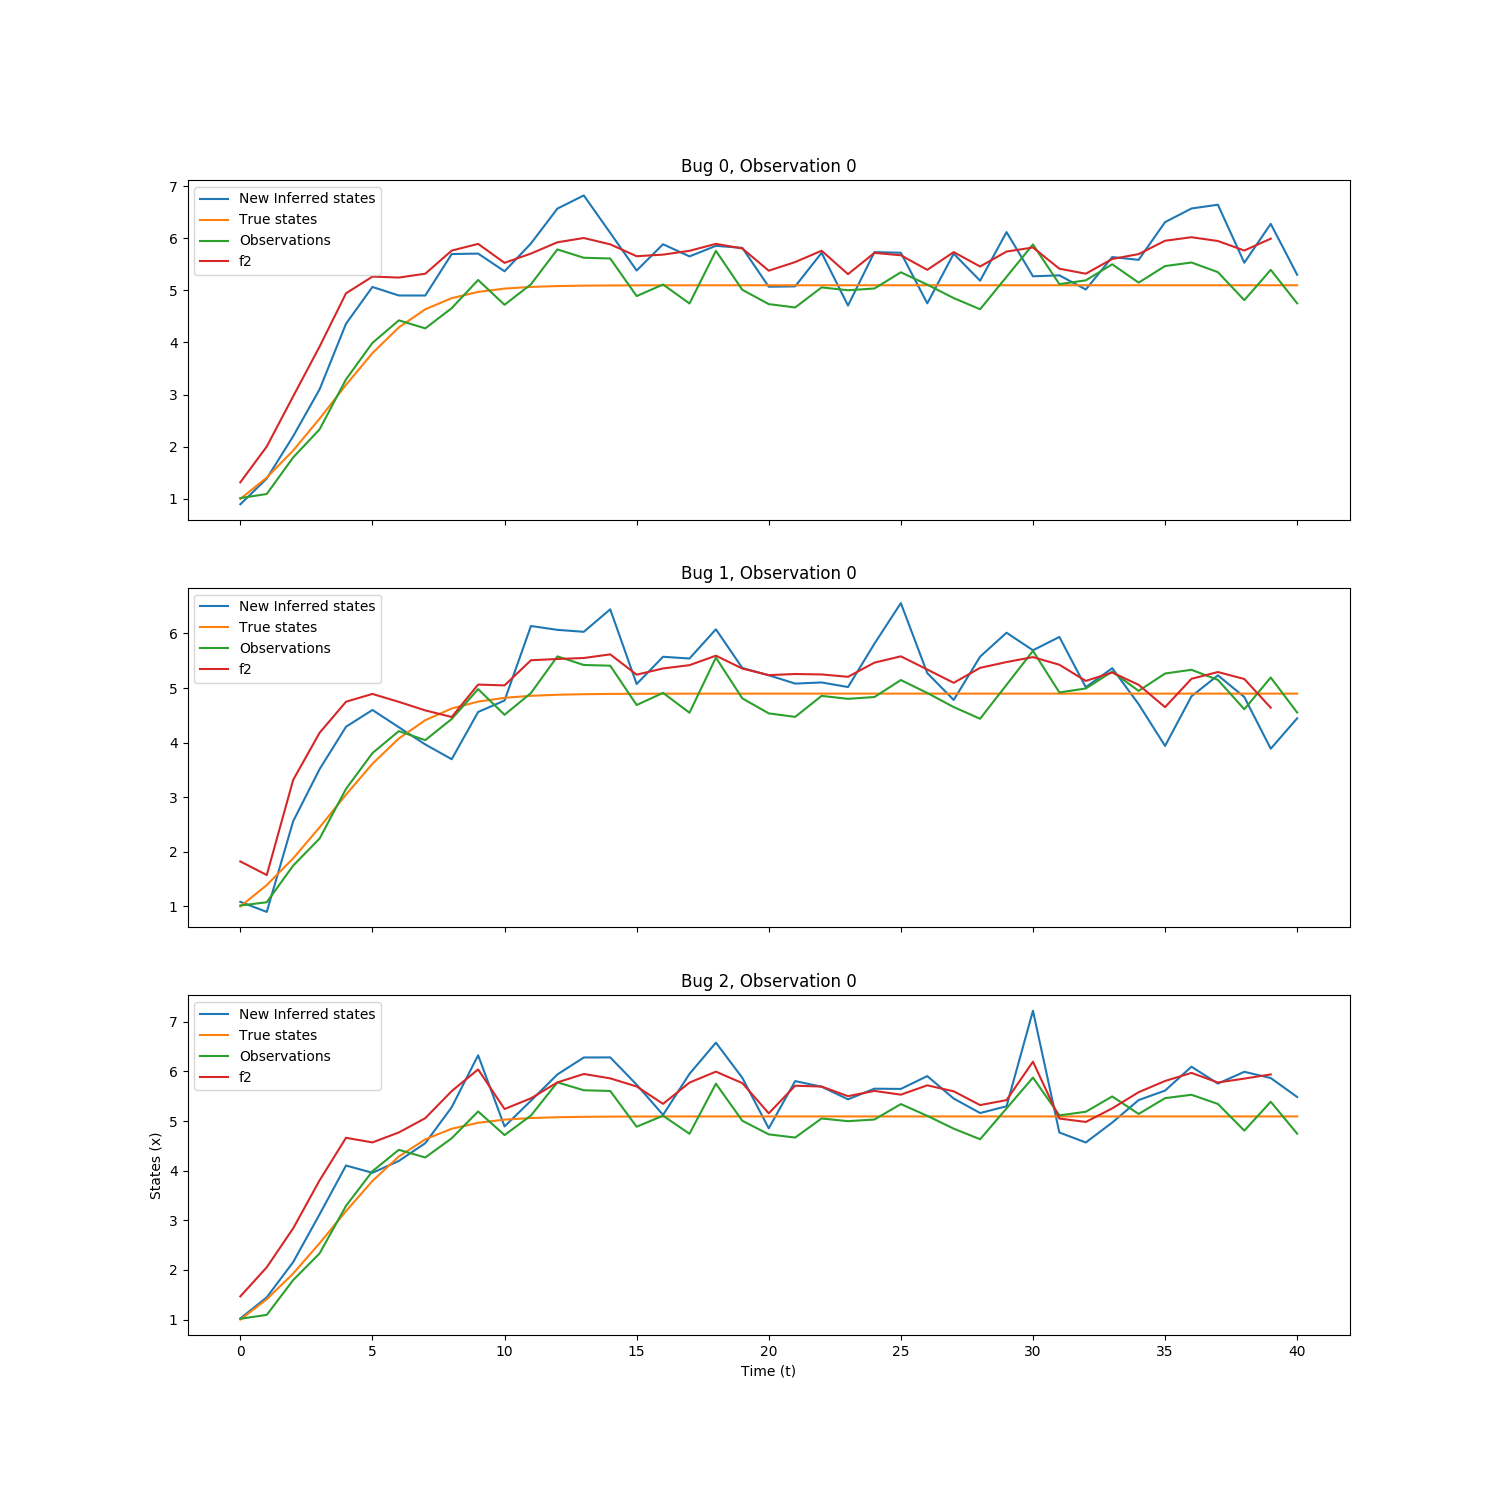 Bug 0, Observation 0
7
6
5
4
3
2
1
New Inferred states
True states
Observations
f2
Bug 1, Observation 0
6
5
4
3
2
1
New Inferred states
True states
Observations
f2
Bug 2, Observation 0
7
6
5
4
3
2
1
New Inferred states
True states
Observations
f2
States (x)
0 5 10 15 20 25 30 35 40
Time (t)